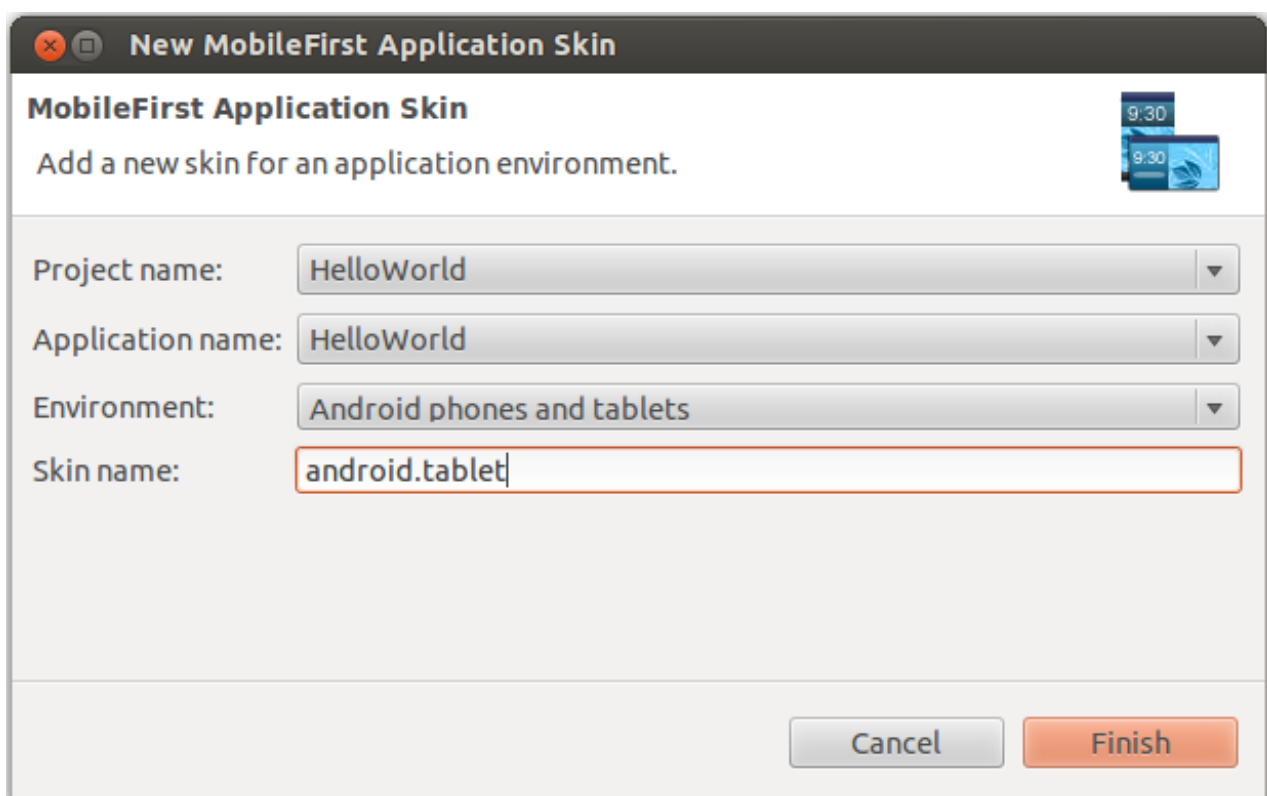 New MobileFirst Application Skin
MobileFirst Application Skin
Add a new skin for an application environment.
9:30
9:30
Project name: HelloWorld
Application name: HelloWorld
Environment: Android phones and tablets
Skin name: android.tablet
Cancel Finish